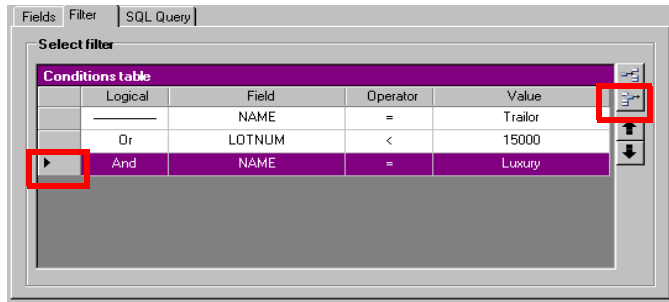 Fields Filter SQL Query
Select filter
Conditions table
Logical Field Operator Value
NAME = Trailor
Or LOTNUM < 15000
And NAME = Luxury